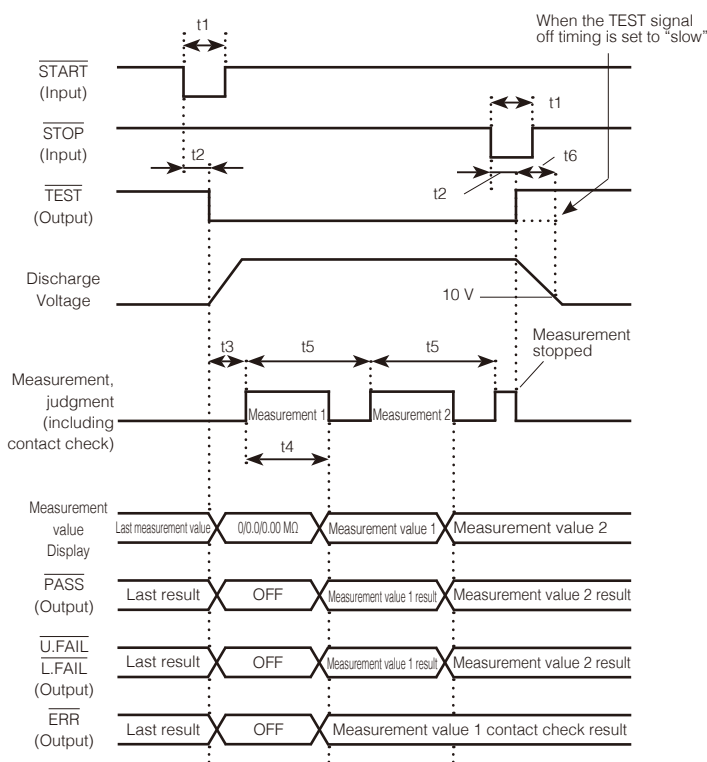 When the TEST signal
off timing is set to “slow”
t1
START
(Input)
t1
STOP
(Input)
t2
t6
TEST
(Output)
t2
Discharge
Voltage
10 V
Measurement
stopped
t3
t5
t5
Measurement,
judgment
(including
contact check)
Measurement 1
Measurement 2
t4
Measurement
value
Display
Last measurement value
0/0.0/0.00 MΩ
Measurement value 1
Measurement value 2
PASS
(Output)
Last result
OFF
Measurement value 1 result
Measurement value 2 result
U.FAIL
L.FAIL
(Output)
Last result
OFF
Measurement value 1 result
Measurement value 2 result
ERR
(Output)
Last result
OFF
Measurement value 1 contact check result